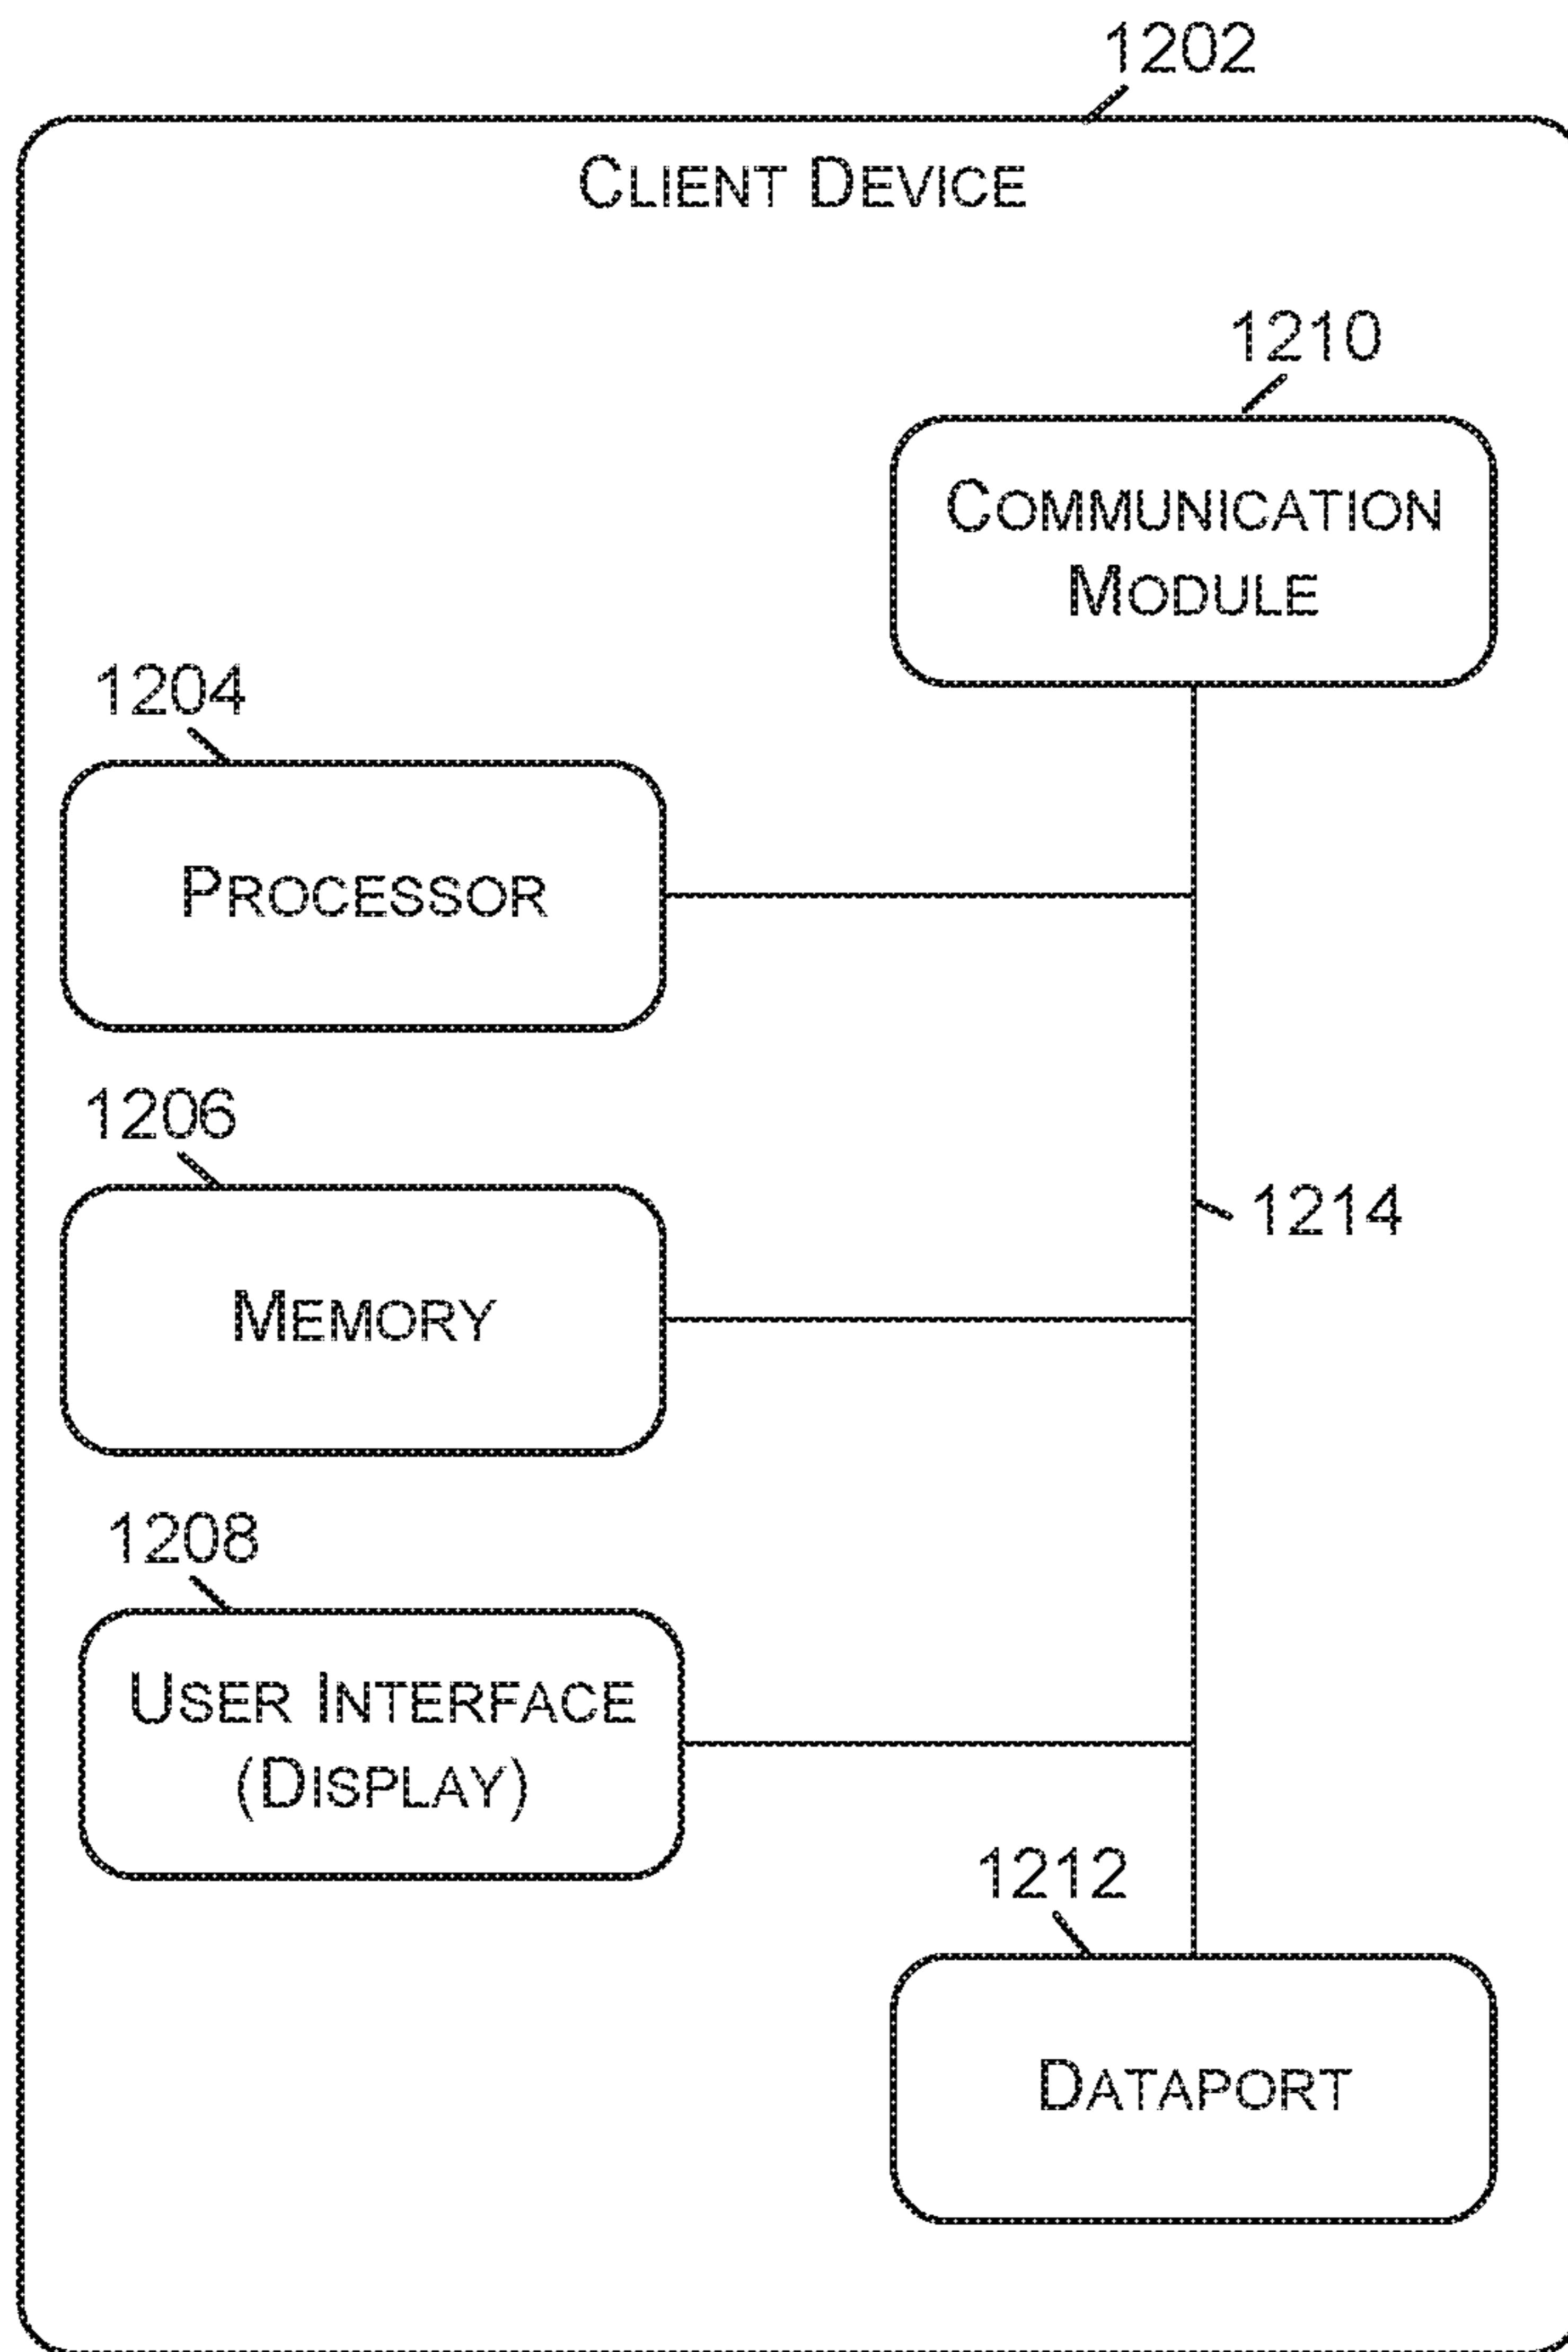 1202
CLIENT DEVICE
1210
COMMUNICATION
MODULE
1204
PROCESSOR
1206
1214
MEMORY
1208
USER INTERFACE
(DISPLAY)
1212
DATAPORT